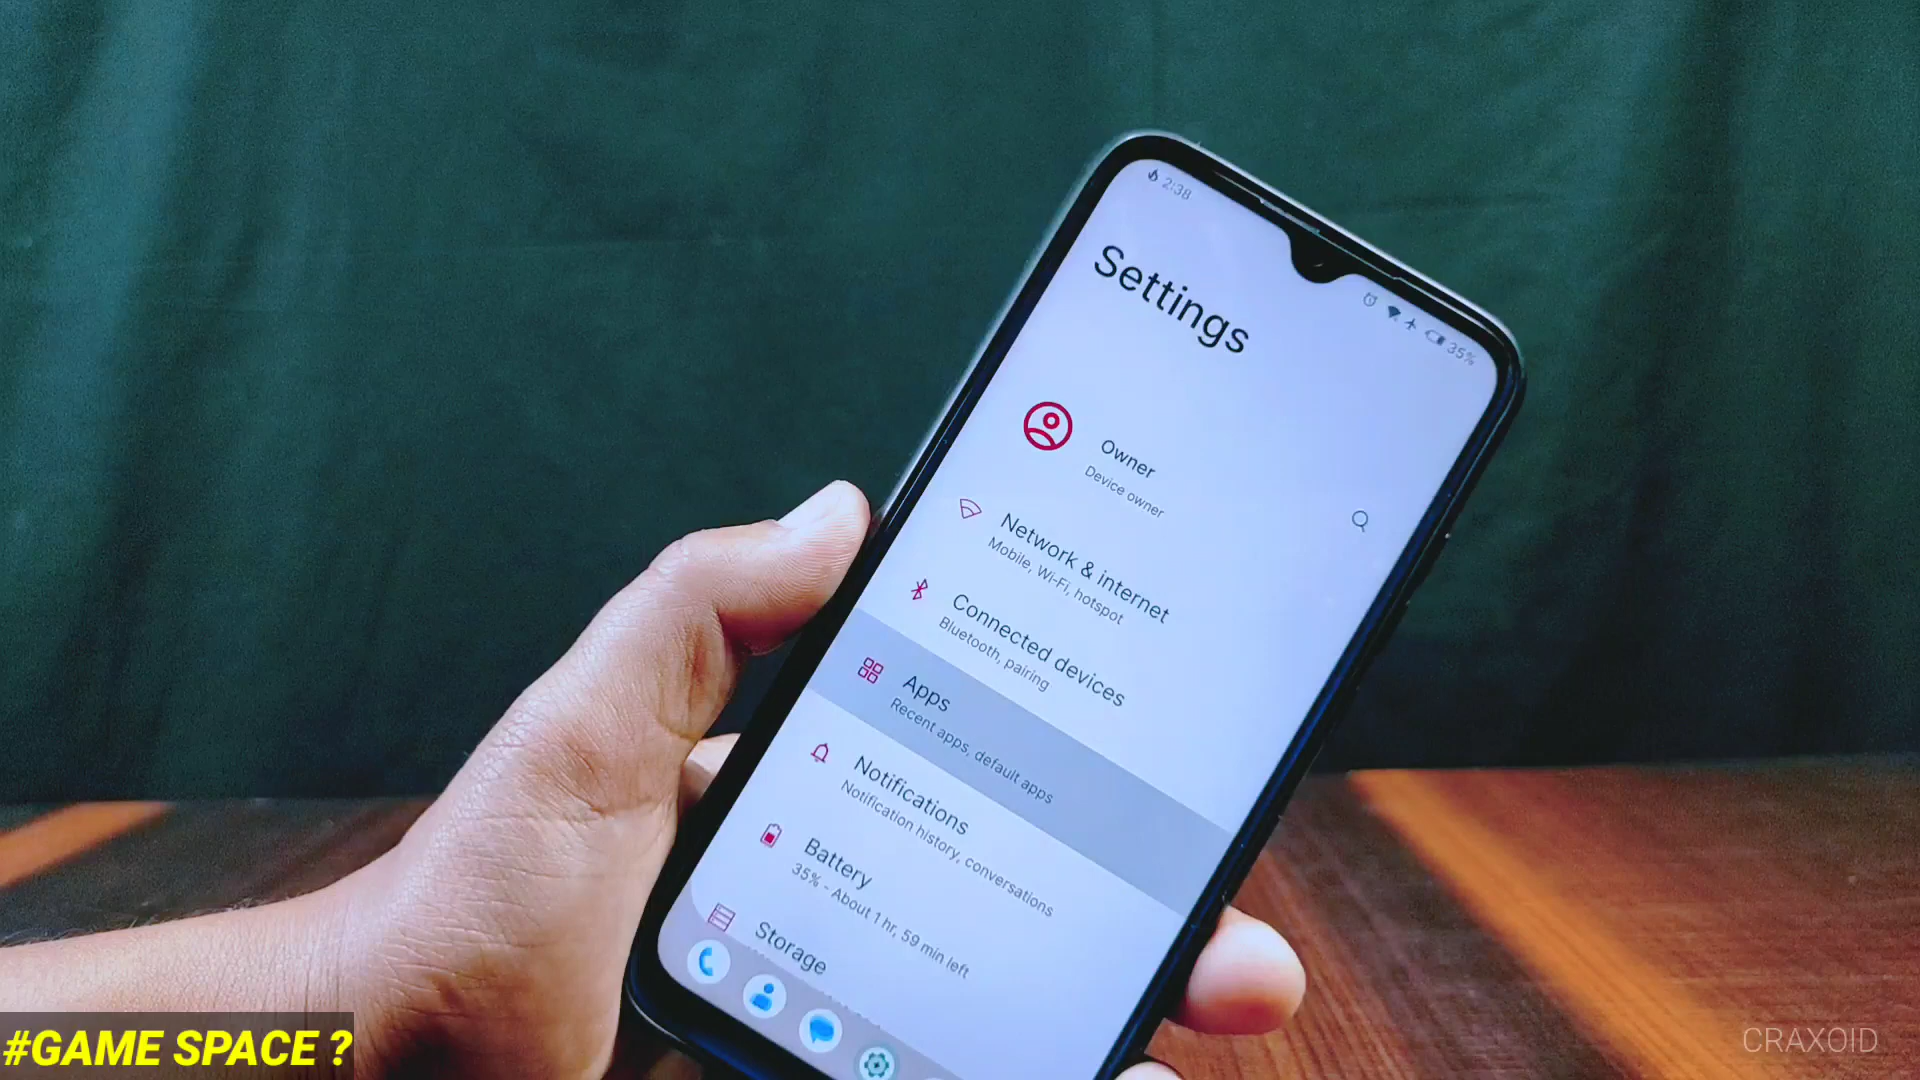 2:38
35%
Settings
Owner
Device owner
Network & internet
Mobile, Wi-Fi, hotspot
Connected devices
Bluetooth, pairing
Apps
Recent apps, default apps
Notifications
Notification history, conversations
Battery
35% - About 1 hr, 59 min left
Storage
#GAME SPACE ?
CRAXOID